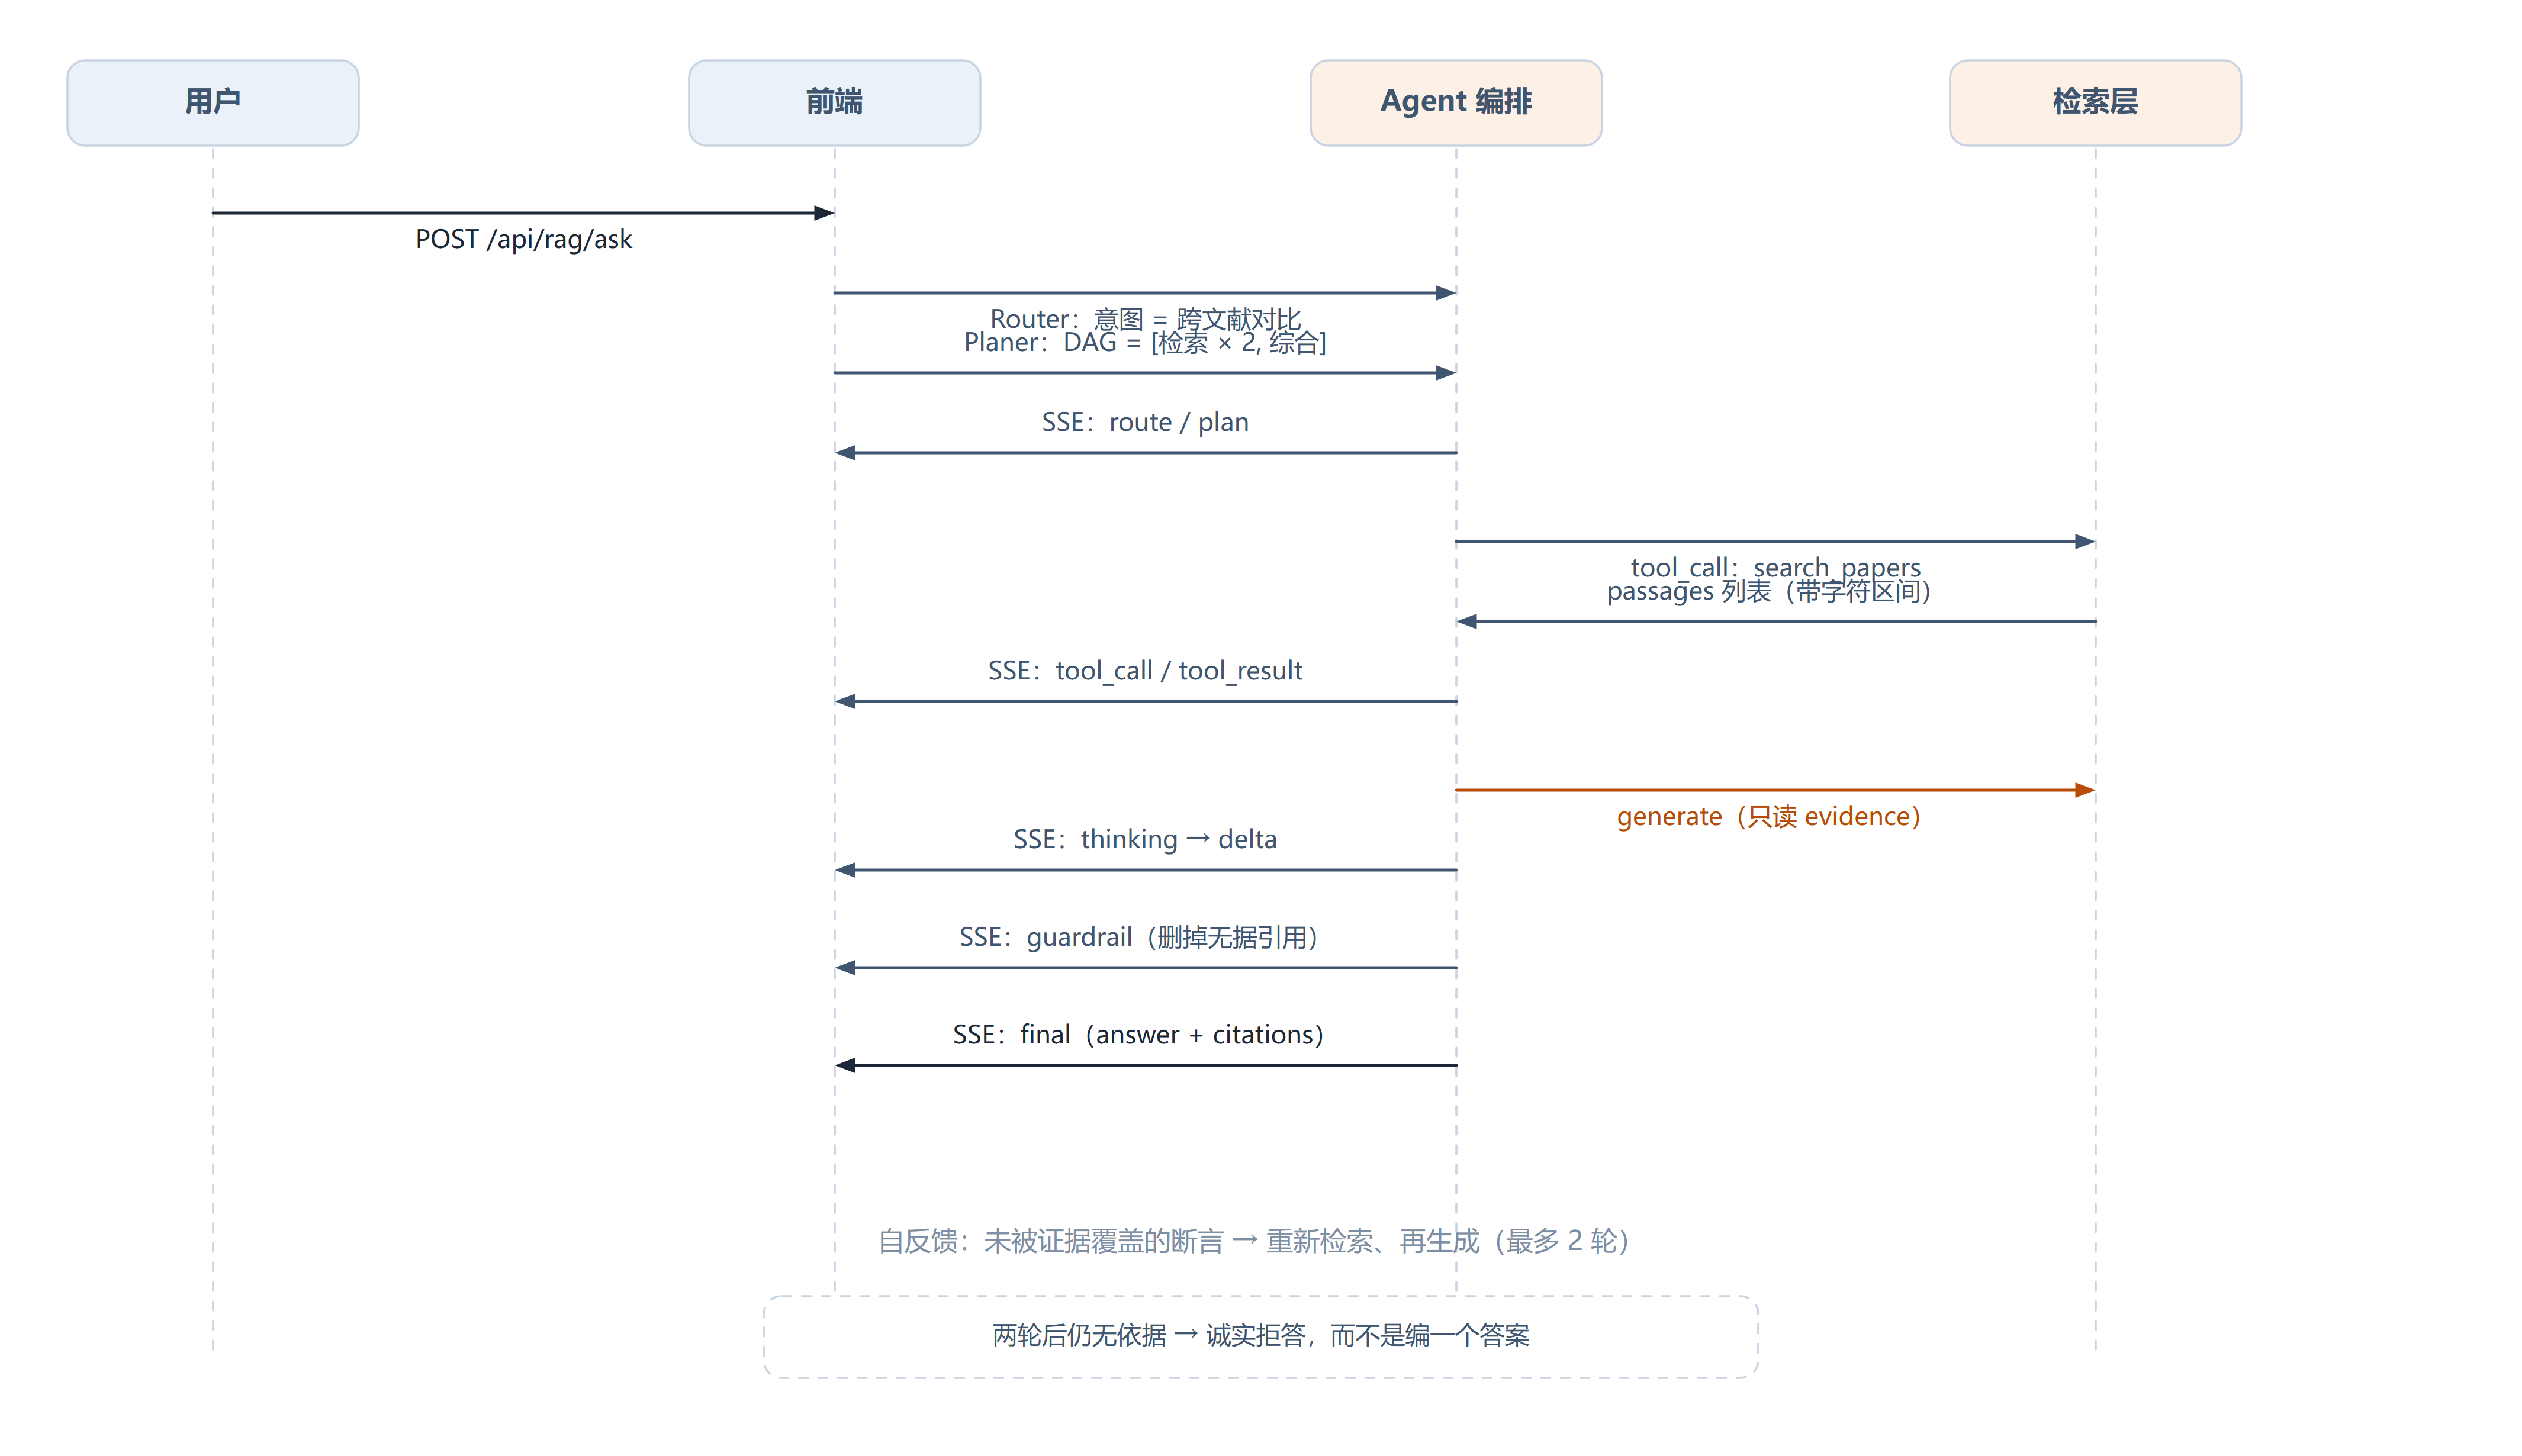 用户
前端
Agent 编排
检索层
POST /api/rag/ask
Router：意图 = 跨文献对比
Planer：DAG = [检索 × 2, 综合]
SSE：route / plan
tool_call：search_papers
passages 列表（带字符区间）
SSE：tool_call / tool_result
generate（只读 evidence）
SSE：thinking → delta
SSE：guardrail（删掉无据引用）
SSE：final（answer + citations）
自反馈：未被证据覆盖的断言 → 重新检索、再生成（最多 2 轮）
两轮后仍无依据 → 诚实拒答，而不是编一个答案